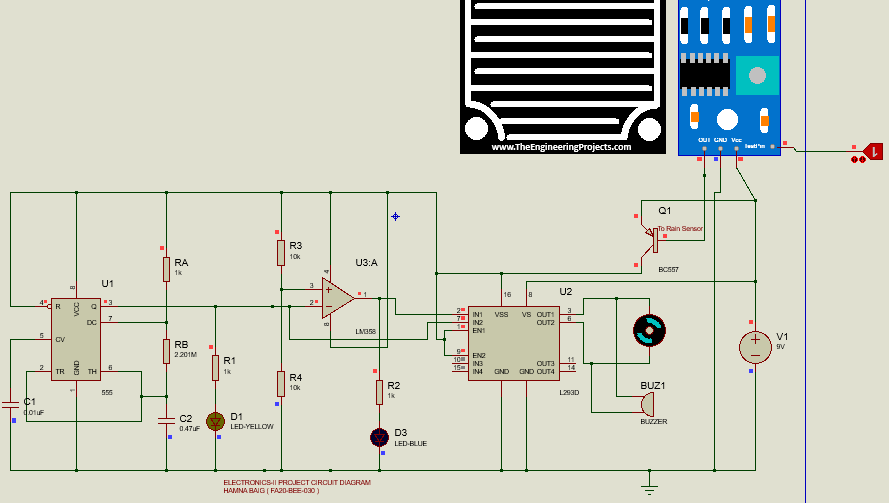 www.TheEngineeringProjects.com
OUT GND Vcc TestPin
1
Q1
To Rain Sensor
BC557
U1
RA
1k
R3
10k
U3:A
4
3
2
1
8
LM358
U2
16
8
2
7
1
9
10
15
IN1
IN2
EN1
EN2
IN3
IN4
VSS
VS
OUT1
OUT2
OUT3
OUT4
GND
GND
3
6
11
14
L293D
V1
9V
8
VCC
4
R
Q
3
DC
7
5
CV
2
TR
TH
6
GND
1
555
RB
2.201M
R1
1k
R4
10k
R2
1k
C1
0.01uF
C2
0.47uF
D1
LED-YELLOW
D3
LED-BLUE
BUZ1
BUZZER
ELECTRONICS-II PROJECT CIRCUIT DIAGRAM
HAMNA BAIG ( FA20-BEE-030 )